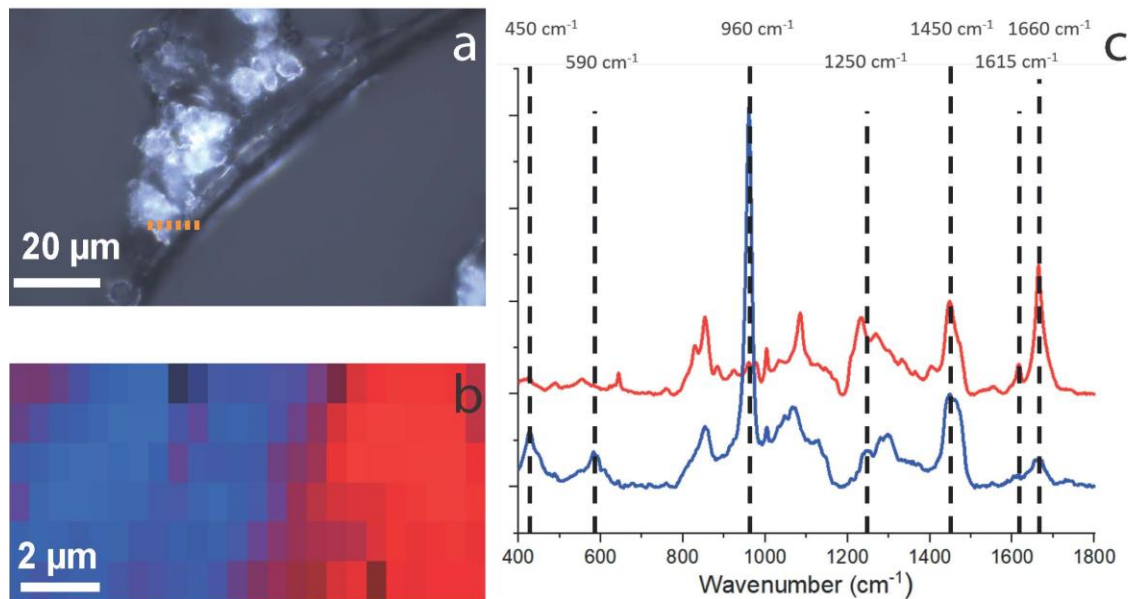 a
20 µm
b
2 µm
450 cm-1 960 cm-1 1450 cm-1 1660 cm-1
590 cm-1 1250 cm-1 1615 cm-1
c
400 600 800 1000 1200 1400 1600 1800
Wavenumber (cm-1)